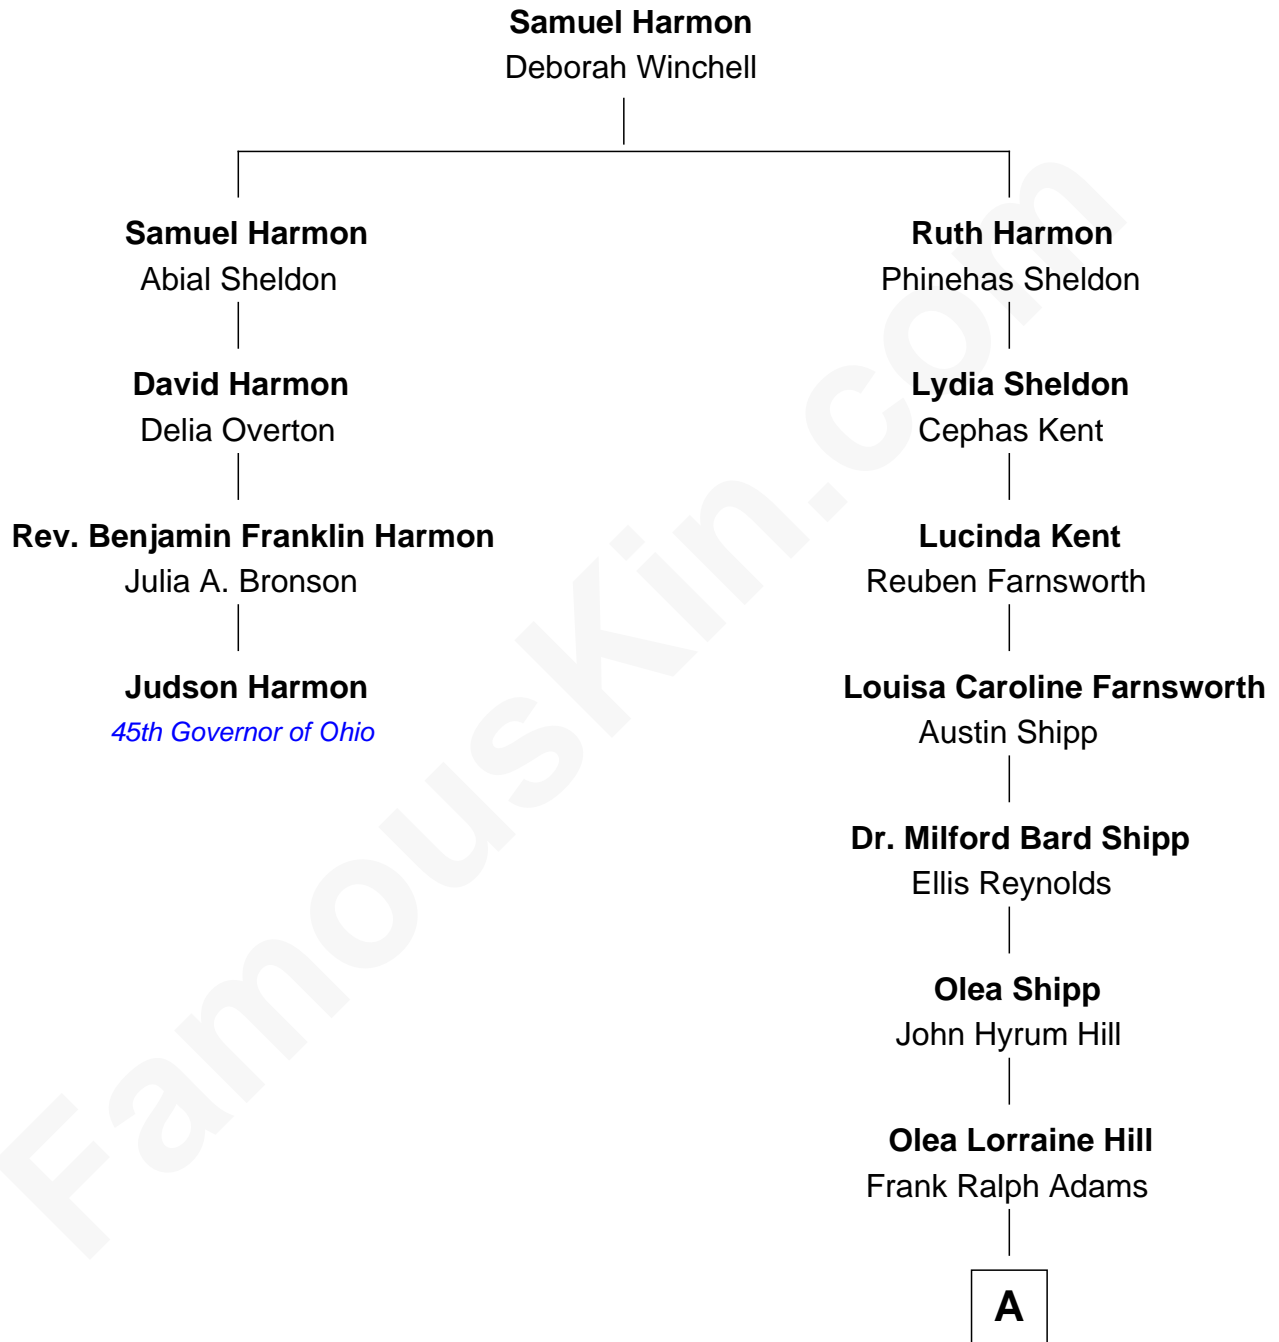 Samuel Harmon
Deborah Winchell
Samuel Harmon
Abial Sheldon
David Harmon
Delia Overton
Rev. Benjamin Franklin Harmon
Julia A. Bronson
Judson Harmon
45th Governor of Ohio
Ruth Harmon
Phinehas Sheldon
Lydia Sheldon
Cephas Kent
Lucinda Kent
Reuben Farnsworth
Louisa Caroline Farnsworth
Austin Shipp
Dr. Milford Bard Shipp
Ellis Reynolds
Olea Shipp
John Hyrum Hill
Olea Lorraine Hill
Frank Ralph Adams
A
FamousKin.com